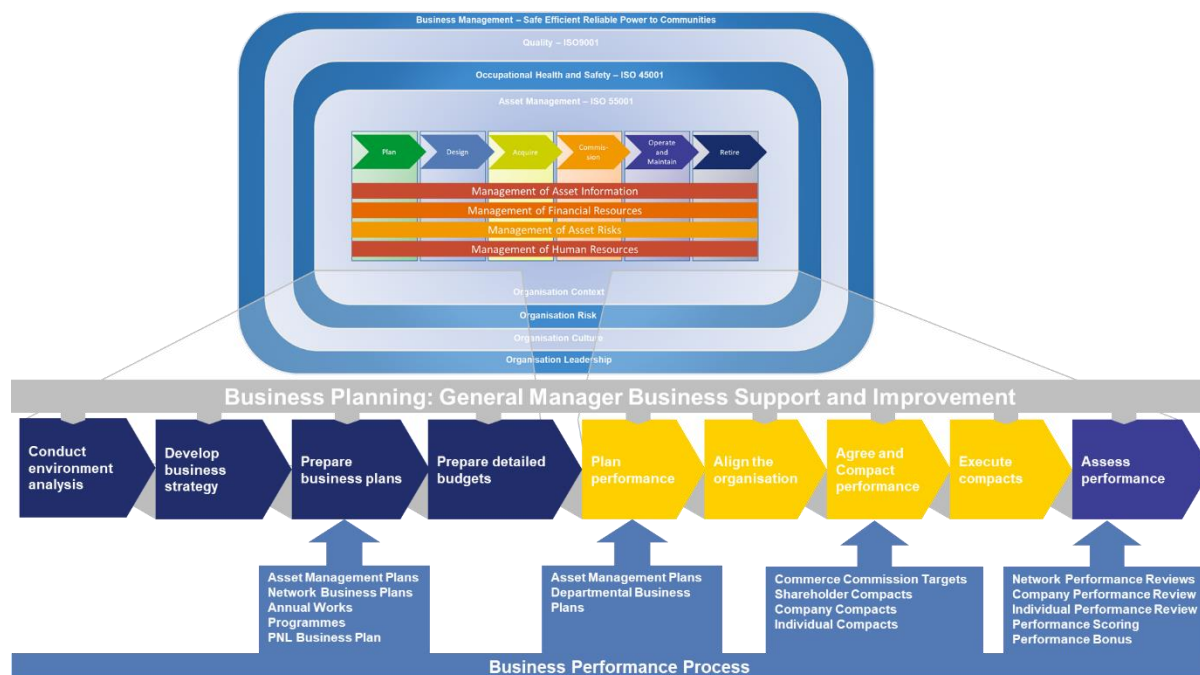 Business Management – Safe Efficient Reliable Power to Communities
Quality – ISO9001
Occupational Health and Safety – ISO 45001
Asset Management – ISO 55001
Plan
Design
Acquire
Commis-
sion
Operate
and
Maintain
Retire
Management of Asset Information
Management of Financial Resources
Management of Asset Risks
Management of Human Resources
Organisation Context
Organisation Risk
Organisation Culture
Organisation Leadership
Business Planning: General Manager Business Support and Improvement
Conduct
environment
analysis
Develop
business
strategy
Prepare
business plans
Prepare detailed
budgets
Plan
performance
Align the
organisation
Agree and
Compact
performance
Execute
compacts
Assess
performance
Asset Management Plans
Network Business Plans
Annual Works
Programmes
PNL Business Plan
Asset Management Plans
Departmental Business
Plans
Commerce Commission Targets
Shareholder Compacts
Company Compacts
Individual Compacts
Network Performance Reviews
Company Performance Review
Individual Performance Review
Performance Scoring
Performance Bonus
Business Performance Process